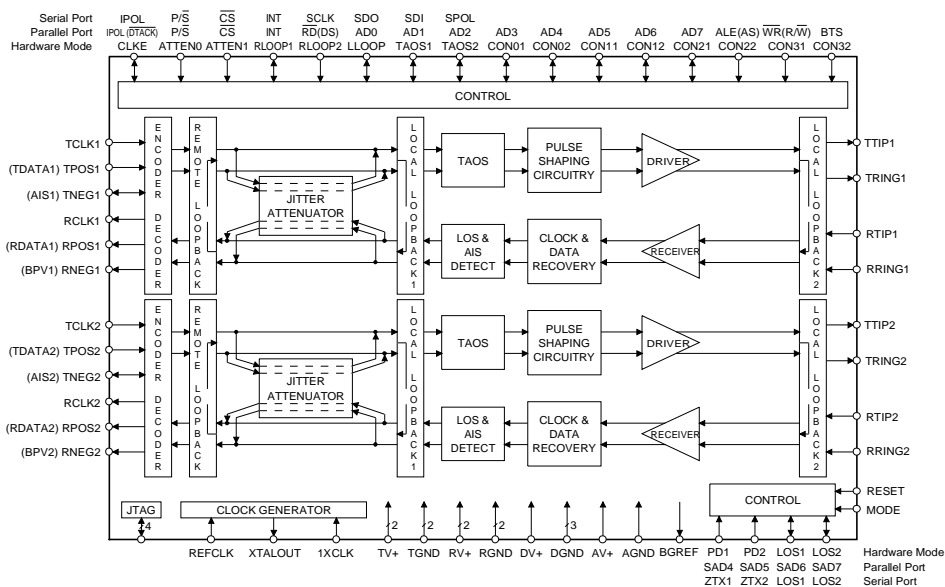 Serial Port IPOL P/S CS INT SCLK SDO SDI SPOL
Parallel Port IPOL (DTACK) P/S CS INT RD(DS) AD0 AD1 AD2 AD3 AD4 AD5 AD6 AD7 ALE(AS) WR(R/W) BTS
Hardware Mode CLKE ATTEN0 ATTEN1 RLOOP1 RLOOP2 LLOOP TAOS1 TAOS2 CON01 CON02 CON11 CON12 CON21 CON22 CON31 CON32
CONTROL
TCLK1
(TDATA1) TPOS1
(AIS1) TNEG1
RCLK1
(RDATA1) RPOS1
(BPV1) RNEG1
ENCODER DECODER
REMOTE LOOPBACK
JITTER
ATTENUATOR
LOCAL LOOPBACK1
TAOS
PULSE
SHAPING
CIRCUITRY
DRIVER
LOS &
AIS
DETECT
CLOCK &
DATA
RECOVERY
RECEIVER
LOCAL LOOPBACK2
TTIP1
TRING1
RTIP1
RRING1
TCLK2
(TDATA2) TPOS2
(AIS2) TNEG2
RCLK2
(RDATA2) RPOS2
(BPV2) RNEG2
ENCODER DECODER
REMOTE LOOPBACK
JITTER
ATTENUATOR
LOCAL LOOPBACK1
TAOS
PULSE
SHAPING
CIRCUITRY
DRIVER
LOS &
AIS
DETECT
CLOCK &
DATA
RECOVERY
RECEIVER
LOCAL LOOPBACK2
TTIP2
TRING2
RTIP2
RRING2
JTAG
4
CLOCK GENERATOR
2 2 2 2 3
CONTROL
RESET
MODE
REFCLK XTALOUT 1XCLK TV+ TGND RV+ RGND DV+ DGND AV+ AGND BGREF PD1 PD2 LOS1 LOS2 Hardware Mode
SAD4 SAD5 SAD6 SAD7 Parallel Port
ZTX1 ZTX2 LOS1 LOS2 Serial Port